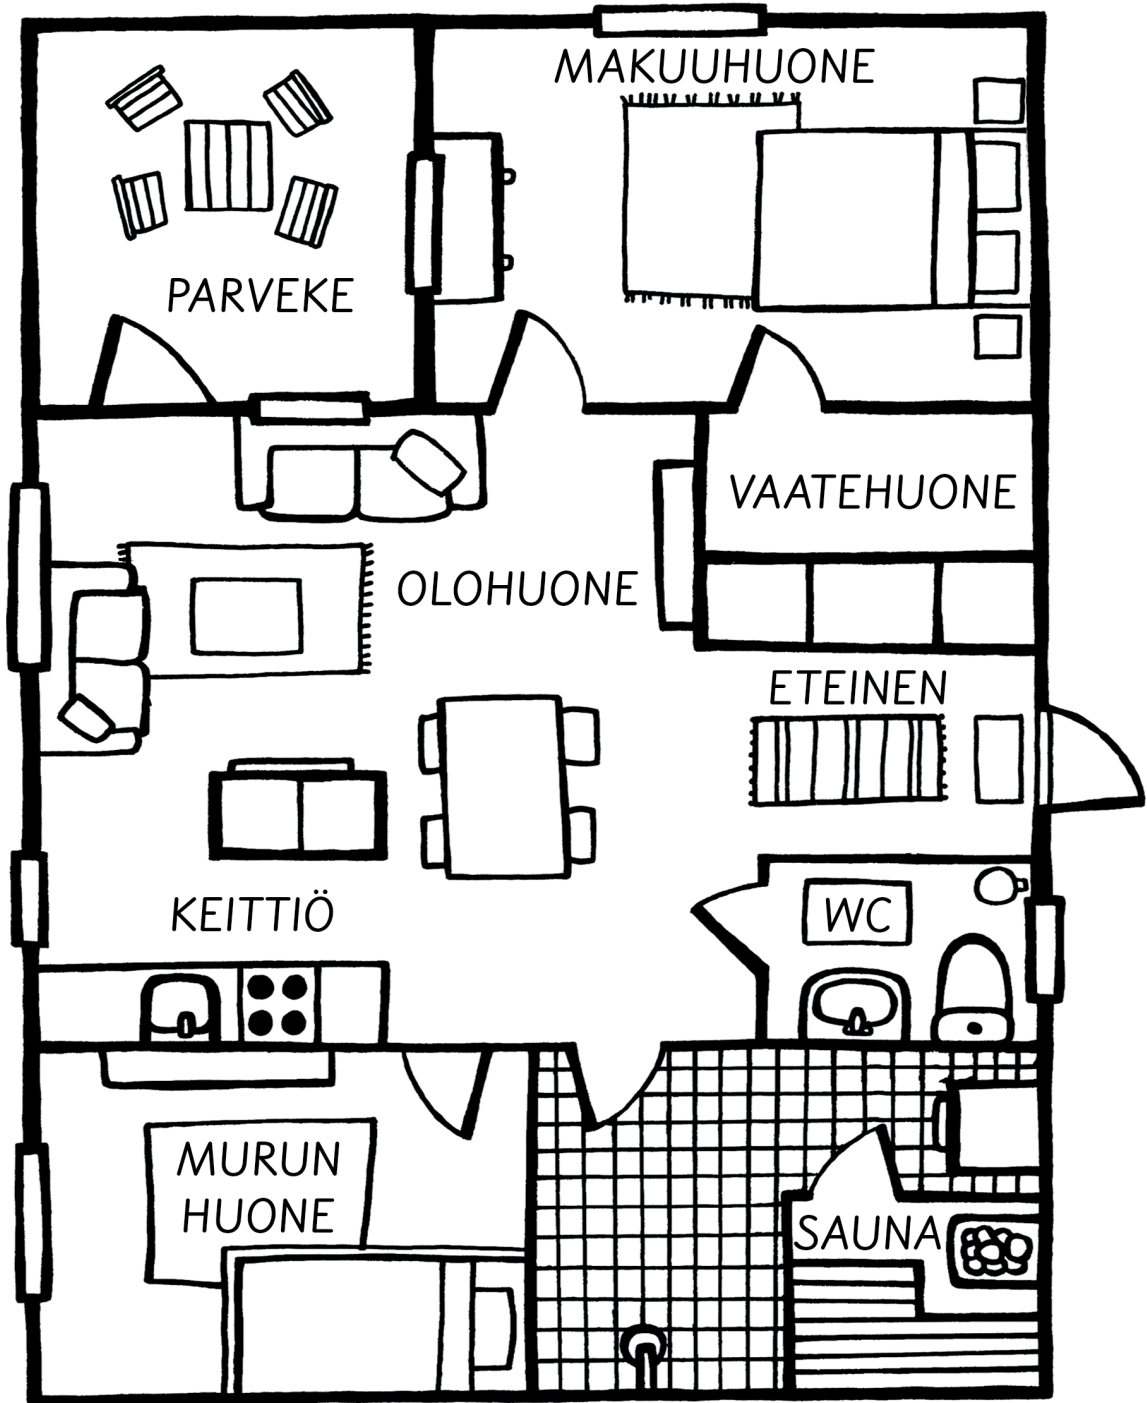 MAKUUHUONE
PARVEKE
VAATEHUONE
OLOHUONE
ETEINEN
KEITTIÖ
WC
MURUN
HUONE
SAUNA